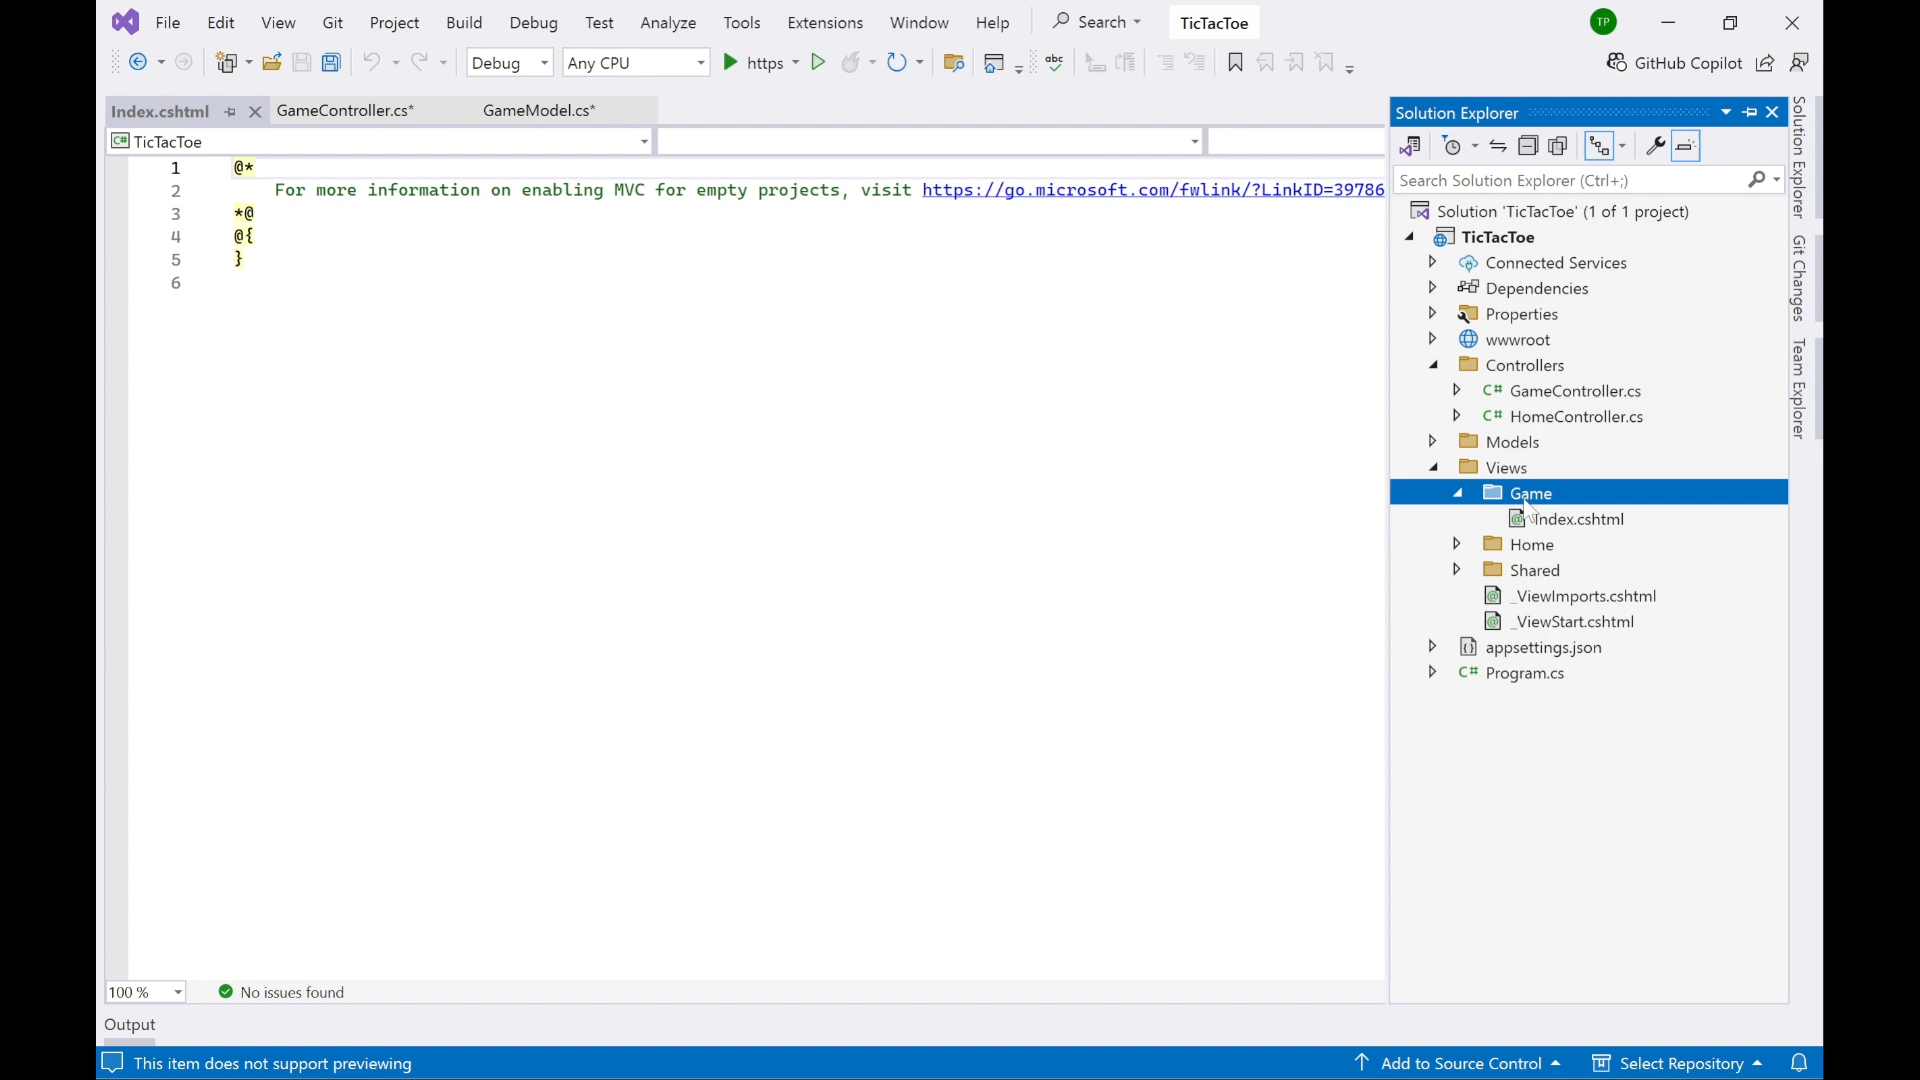 File Edit View Git Project Build Debug Test Analyze Tools Extensions Window Help Search TicTacToe TP
Debug Any CPU https abc GitHub Copilot
Index.cshtml GameController.cs* GameModel.cs*
TicTacToe
1 @*
2 For more information on enabling MVC for empty projects, visit https://go.microsoft.com/fwlink/?LinkID=39786
3 *@
4 @{
5 }
6
100 % No issues found
Output
This item does not support previewing
Add to Source Control Select Repository
Solution Explorer
Search Solution Explorer (Ctrl+;)
Solution 'TicTacToe' (1 of 1 project)
TicTacToe
Connected Services
Dependencies
Properties
wwwroot
Controllers
C# GameController.cs
C# HomeController.cs
Models
Views
Game
Index.cshtml
Home
Shared
_ViewImports.cshtml
_ViewStart.cshtml
appsettings.json
C# Program.cs
Solution Explorer
Git Changes
Team Explorer